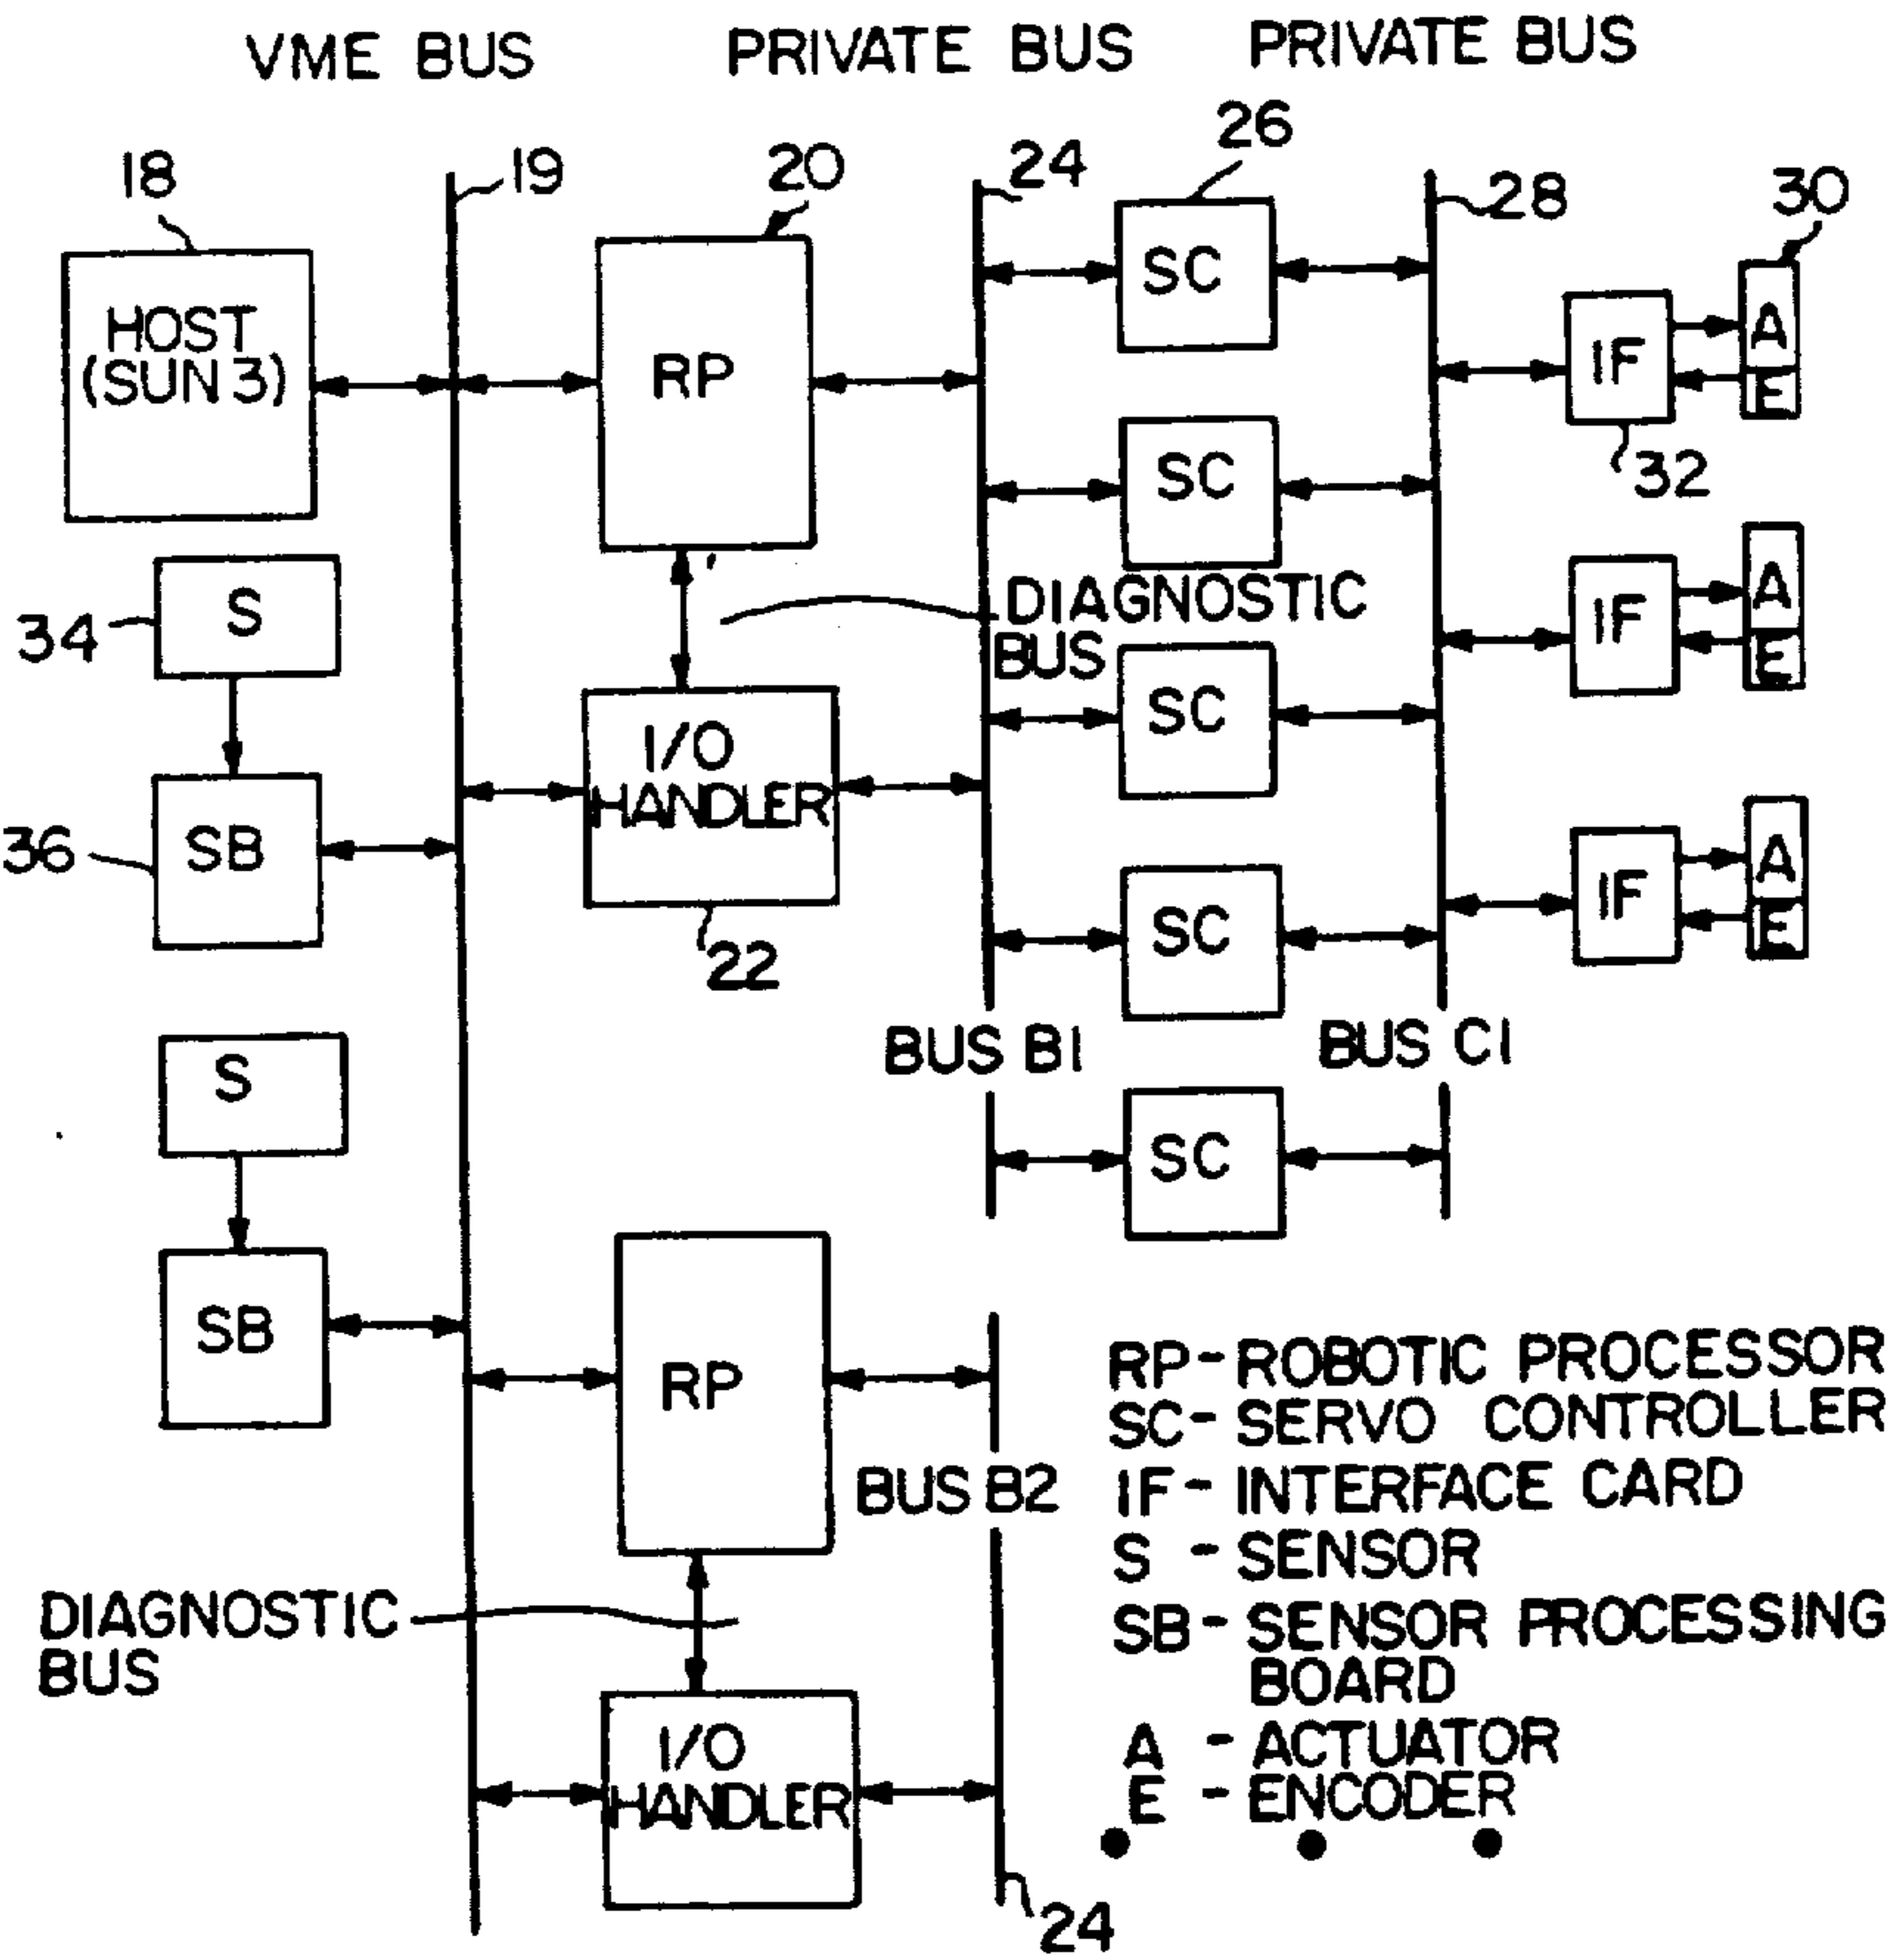 VME BUS
PRIVATE BUS
PRIVATE BUS
18
19
20
24
26
28
30
HOST
(SUN 3)
RP
SC
IF
A
E
32
SC
S
34
DIAGNOSTIC
BUS
IF
A
E
I/O
HANDLER
SC
SB
36
22
SC
IF
A
E
BUS B1
BUS C1
S
SC
SB
RP
BUS B2
DIAGNOSTIC
BUS
I/O
HANDLER
24
RP - ROBOTIC PROCESSOR
SC - SERVO CONTROLLER
IF - INTERFACE CARD
S - SENSOR
SB - SENSOR PROCESSING
BOARD
A - ACTUATOR
E - ENCODER